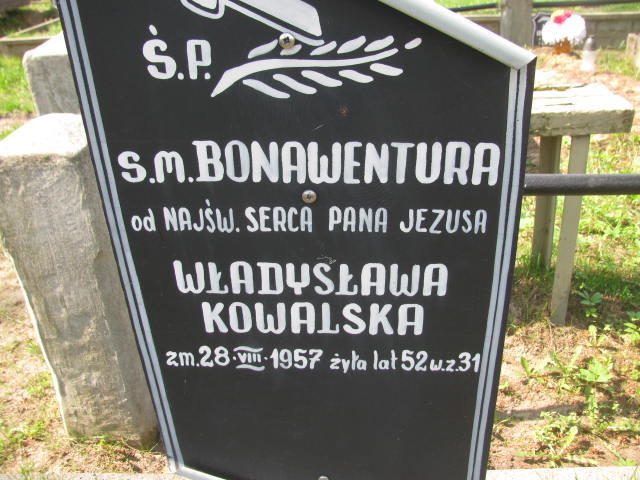 Ś.P.
S.M. BONAWENTURA
od NAJŚW. SERCA PANA JEZUSA
WŁADYSŁAWA
KOWALSKA
zm. 28·VIII·1957 żyła lat 52 w.z. 31